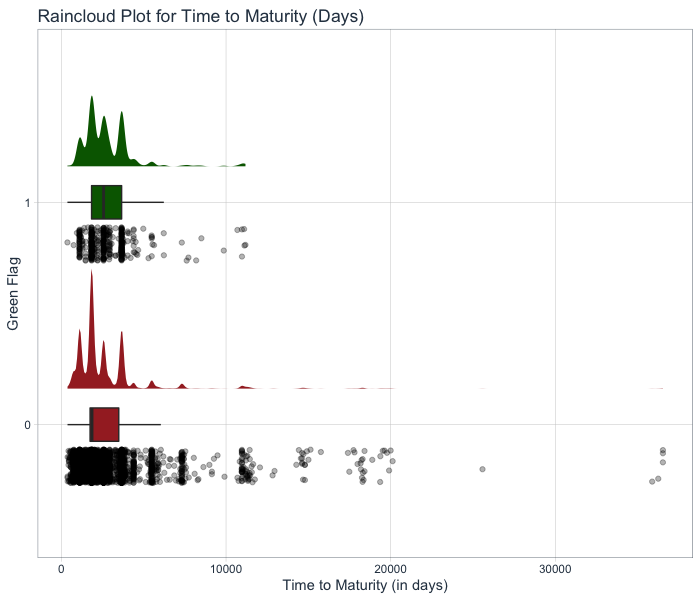 Raincloud Plot for Time to Maturity (Days)
Green Flag
1
0
0 10000 20000 30000
Time to Maturity (in days)